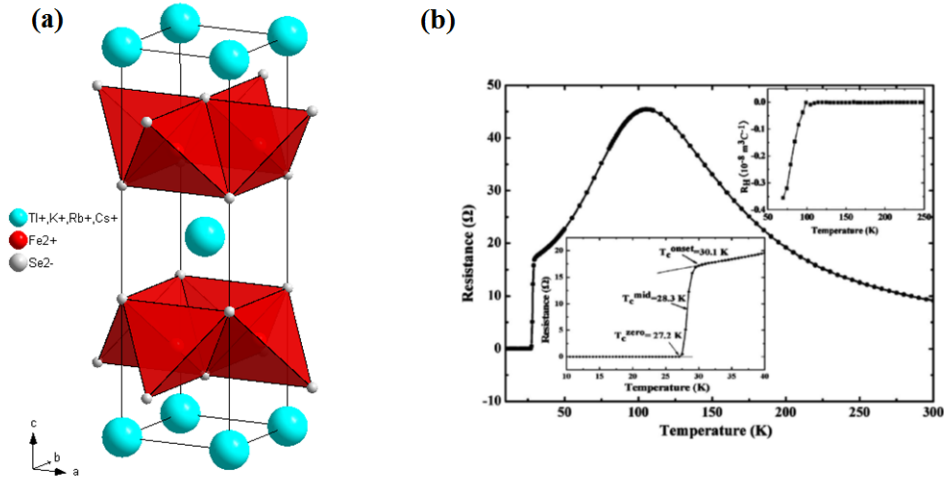 (a)
(b)
Tl+,K+,Rb+,Cs+
Fe2+
Se2-
c
b
a
50
40
30
20
10
0
-10
Resistance (Ω)
50
100
150
200
250
300
Temperature (K)
0.0
-0.1
-0.2
-0.3
-0.4
R_H (10⁻⁸ m³C⁻¹)
50
100
150
200
250
Temperature (K)
20
15
10
5
0
Resistance (Ω)
T_c^onset=30.1 K
T_c^mid=28.3 K
T_c^zero=27.2 K
10
15
20
25
30
35
40
Temperature (K)